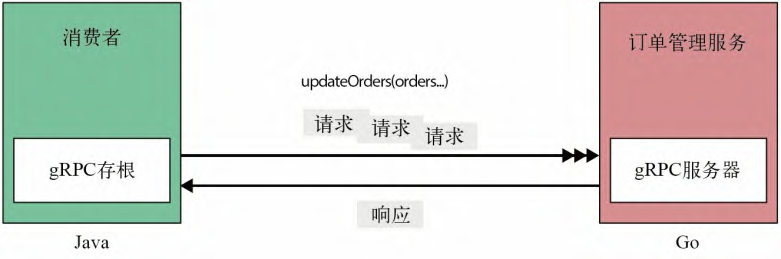 消费者
订单管理服务
updateOrders(orders...)
请求
请求
请求
gRPC存根
gRPC服务器
响应
Java
Go